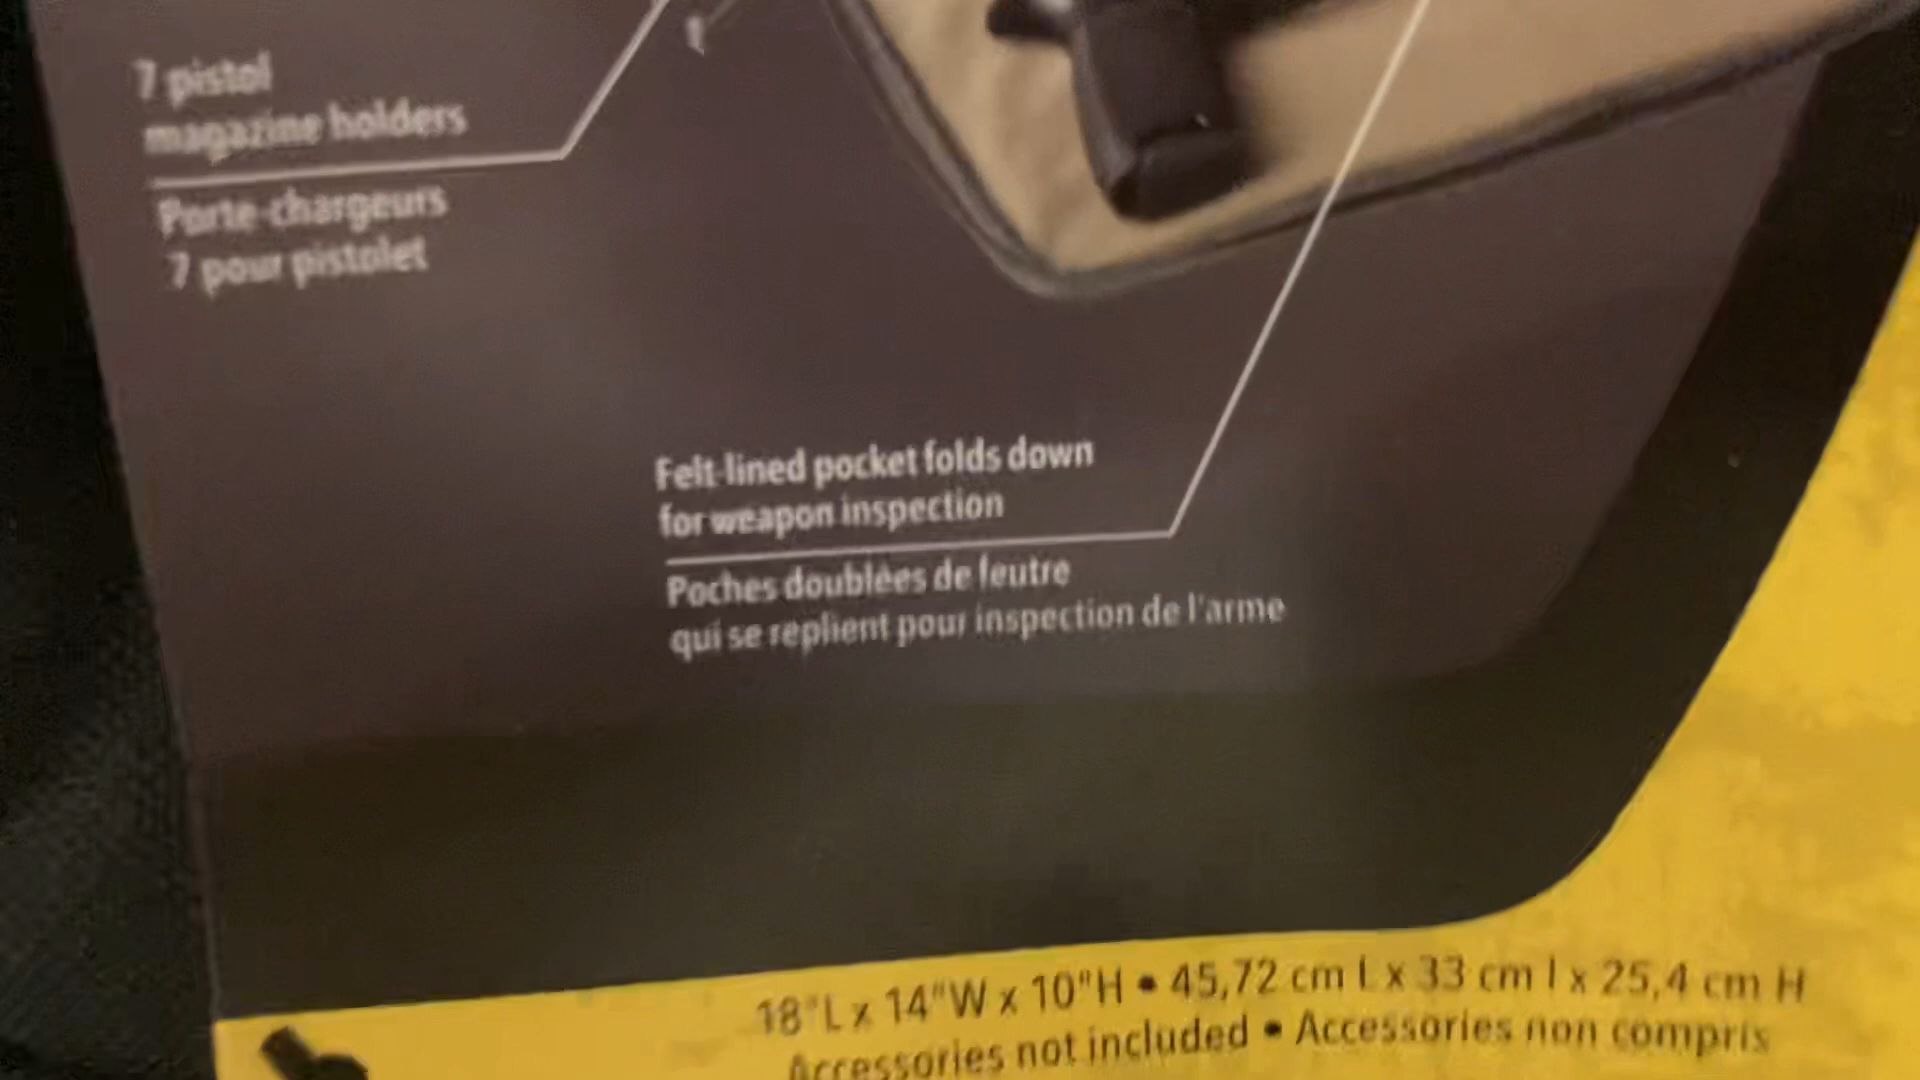 7 pistol
magazine holders
Porte-chargeurs
7 pour pistolet
Felt-lined pocket folds down
for weapon inspection
Poches doublées de feutre
qui se replient pour inspection de l'arme
18"L x 14"W x 10"H • 45,72 cm l x 33 cm l x 25,4 cm H
Accessories not included • Accessories non compris